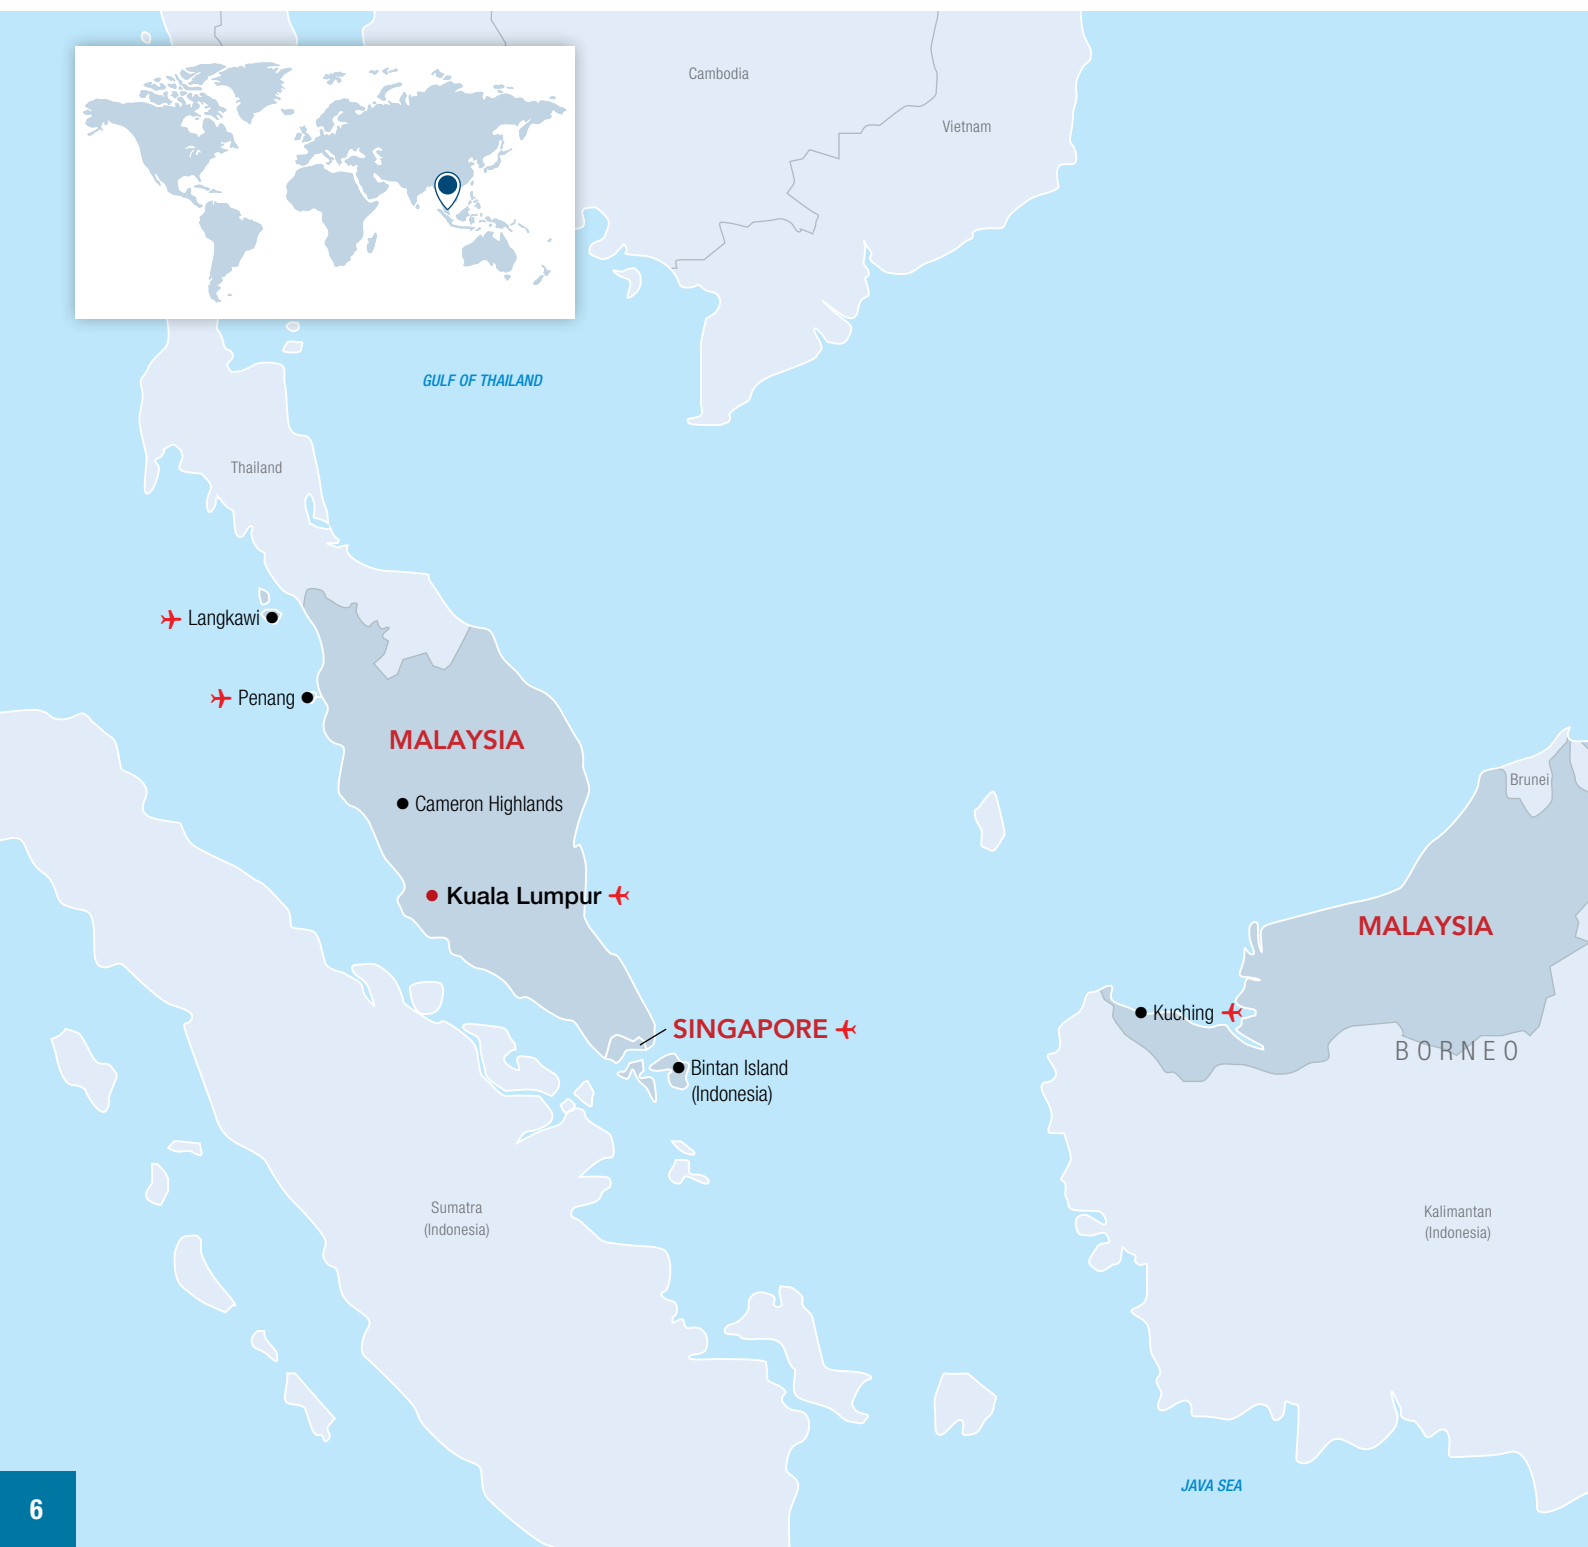 Cambodia
Vietnam
GULF OF THAILAND
Thailand
Langkawi
Penang
MALAYSIA
Cameron Highlands
Brunei
Kuala Lumpur
MALAYSIA
Kuching
SINGAPORE
BORNEO
Bintan Island
(Indonesia)
Sumatra
(Indonesia)
Kalimantan
(Indonesia)
JAVA SEA
6